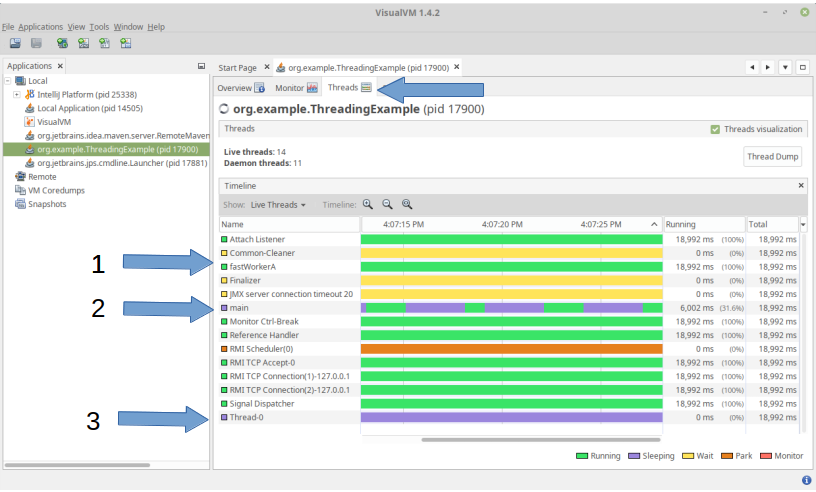 VisualVM 1.4.2
File Applications View Tools Window Help
Applications ×
Local
Intellij Platform (pid 25338)
Local Application (pid 14505)
VisualVM
org.jetbrains.idea.maven.server.RemoteMaven
org.example.ThreadingExample (pid 17900)
org.jetbrains.jps.cmdline.Launcher (pid 17881)
Remote
VM Coredumps
Snapshots
Start Page × org.example.ThreadingExample (pid 17900) ×
Overview Monitor Threads
org.example.ThreadingExample (pid 17900)
Threads Threads visualization
Live threads: 14
Daemon threads: 11
Thread Dump
Timeline ×
Show: Live Threads Timeline:
Name 4:07:15 PM 4:07:20 PM 4:07:25 PM Running Total
Attach Listener 18,992 ms (100%) 18,992 ms
Common-Cleaner 0 ms (0%) 18,992 ms
1 FastWorkerA 18,992 ms (100%) 18,992 ms
Finalizer 0 ms (0%) 18,992 ms
JMX server connection timeout 20 0 ms (0%) 18,992 ms
2 main 6,002 ms (31.6%) 18,992 ms
Monitor Ctrl-Break 18,992 ms (100%) 18,992 ms
Reference Handler 18,992 ms (100%) 18,992 ms
RMI Scheduler(0) 0 ms (0%) 18,992 ms
RMI TCP Accept-0 18,992 ms (100%) 18,992 ms
RMI TCP Connection(1)-127.0.0.1 18,992 ms (100%) 18,992 ms
RMI TCP Connection(2)-127.0.0.1 18,992 ms (100%) 18,992 ms
Signal Dispatcher 18,992 ms (100%) 18,992 ms
3 Thread-0 0 ms (0%) 18,992 ms
Running Sleeping Wait Park Monitor